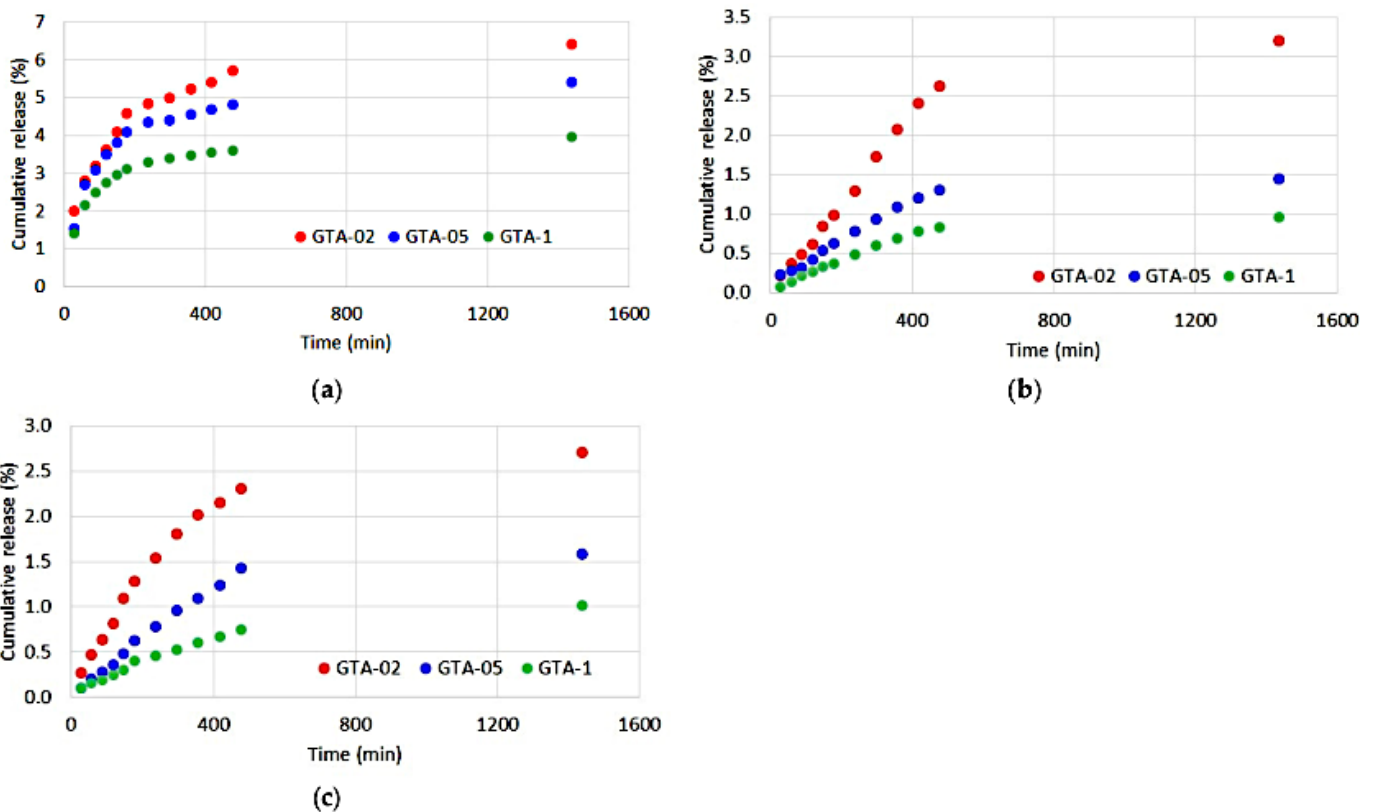 Cumulative release (%)
7
6
5
4
3
2
1
0
GTA-02 GTA-05 GTA-1
0 400 800 1200 1600
Time (min)
(a)
Cumulative release (%)
3.5
3.0
2.5
2.0
1.5
1.0
0.5
0.0
GTA-02 GTA-05 GTA-1
0 400 800 1200 1600
Time (min)
(b)
Cumulative release (%)
3.0
2.5
2.0
1.5
1.0
0.5
0.0
GTA-02 GTA-05 GTA-1
0 400 800 1200 1600
Time (min)
(c)